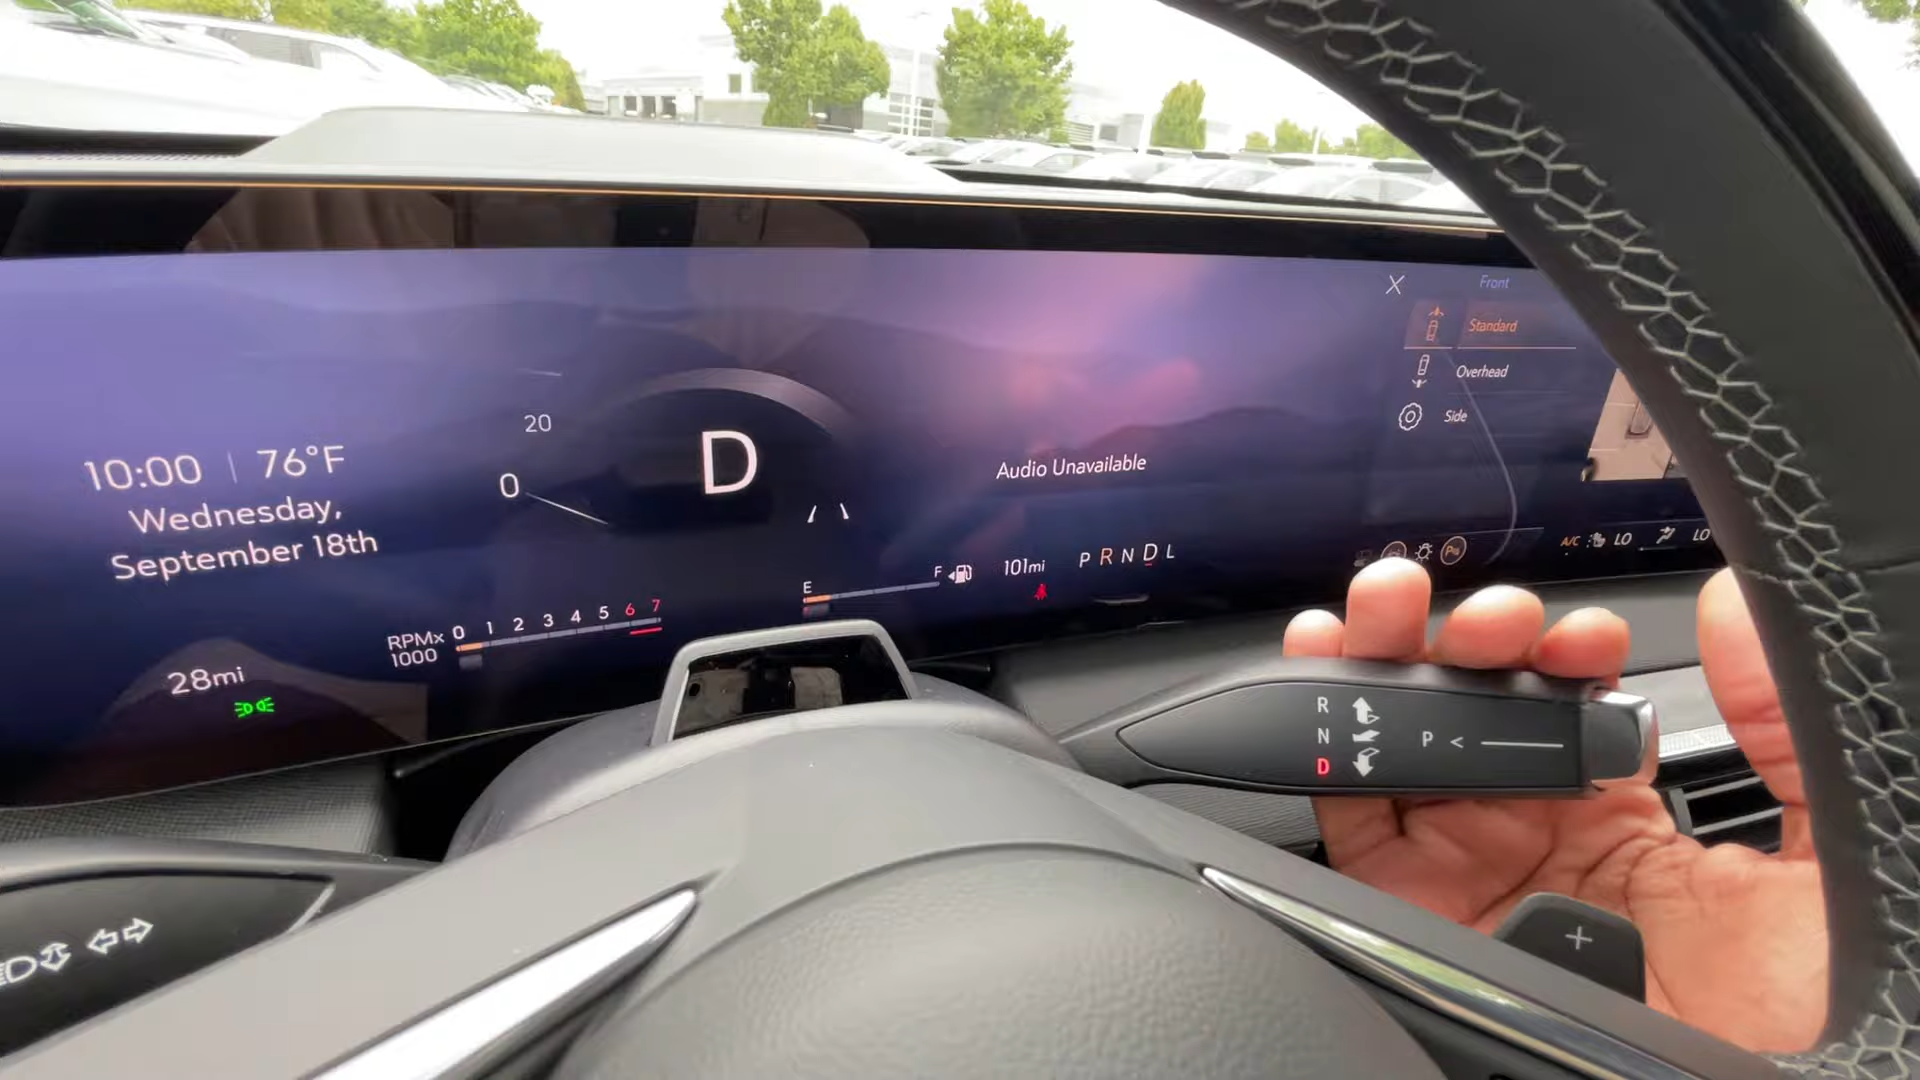 10:00 | 76°F
Wednesday,
September 18th
20
0
D
Audio Unavailable
X
Front
Standard
Overhead
Side
A/C LO LO
E F
101mi
P R N D L
RPMx
1000
0 1 2 3 4 5 6 7
28mi
R
N
D
P <
+